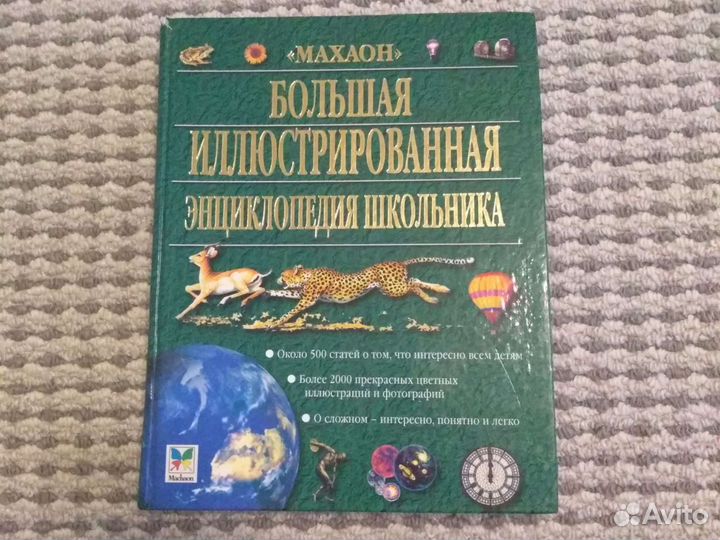 «МАХАОН»
БОЛЬШАЯ
ИЛЛЮСТРИРОВАННАЯ
ЭНЦИКЛОПЕДИЯ ШКОЛЬНИКА
● Около 500 статей о том, что интересно всем детям
● Более 2000 прекрасных цветных
иллюстраций и фотографий
● О сложном – интересно, понятно и легко
Machaon
Avito